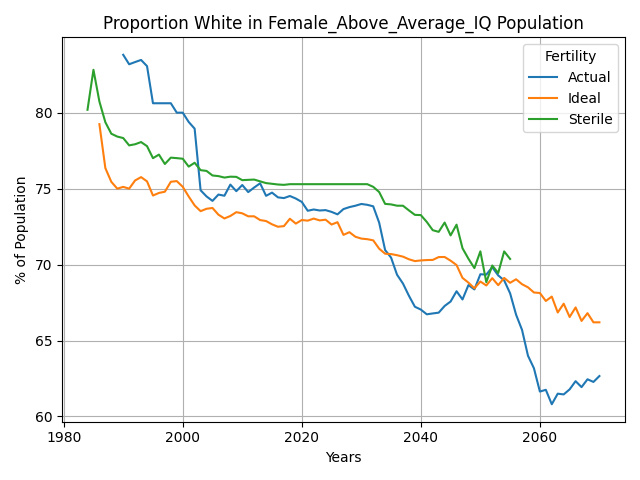 Proportion White in Female_Above_Average_IQ Population
Fertility
Actual
Ideal
Sterile
% of Population
80
75
70
65
60
1980
2000
2020
2040
2060
Years